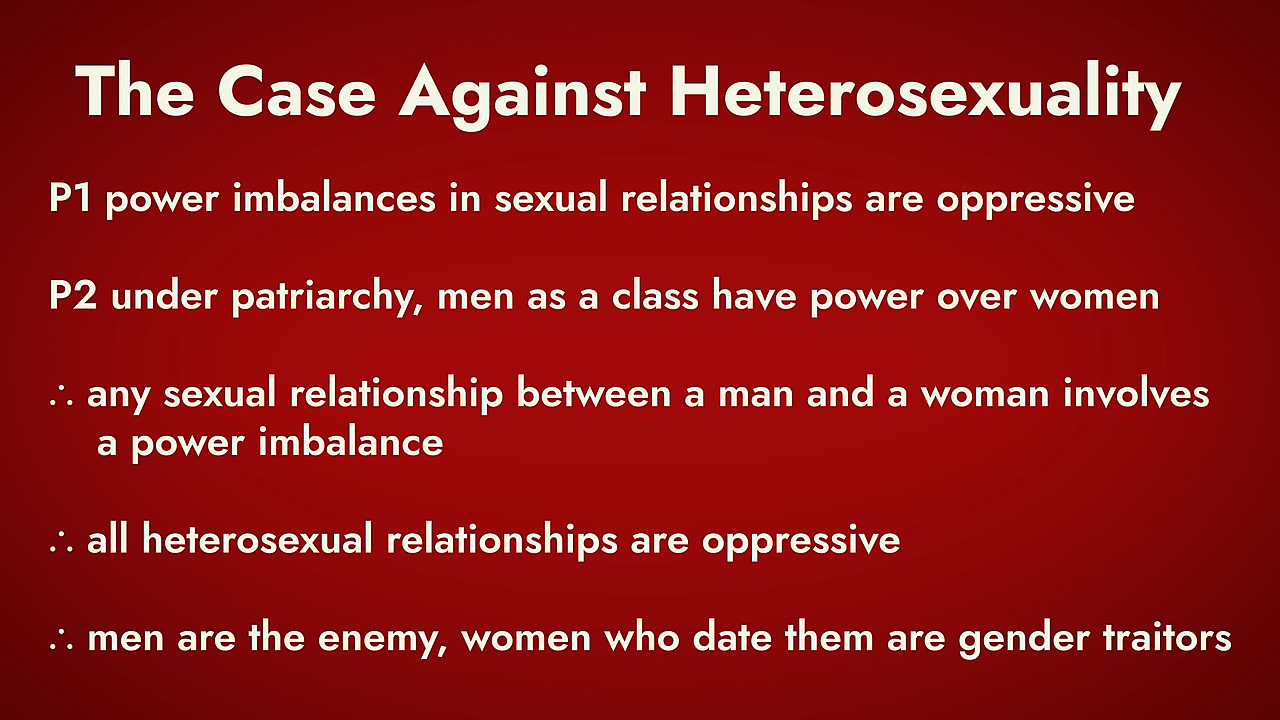 The Case Against Heterosexuality
P1 power imbalances in sexual relationships are oppressive
P2 under patriarchy, men as a class have power over women
∴ any sexual relationship between a man and a woman involves
a power imbalance
∴ all heterosexual relationships are oppressive
∴ men are the enemy, women who date them are gender traitors